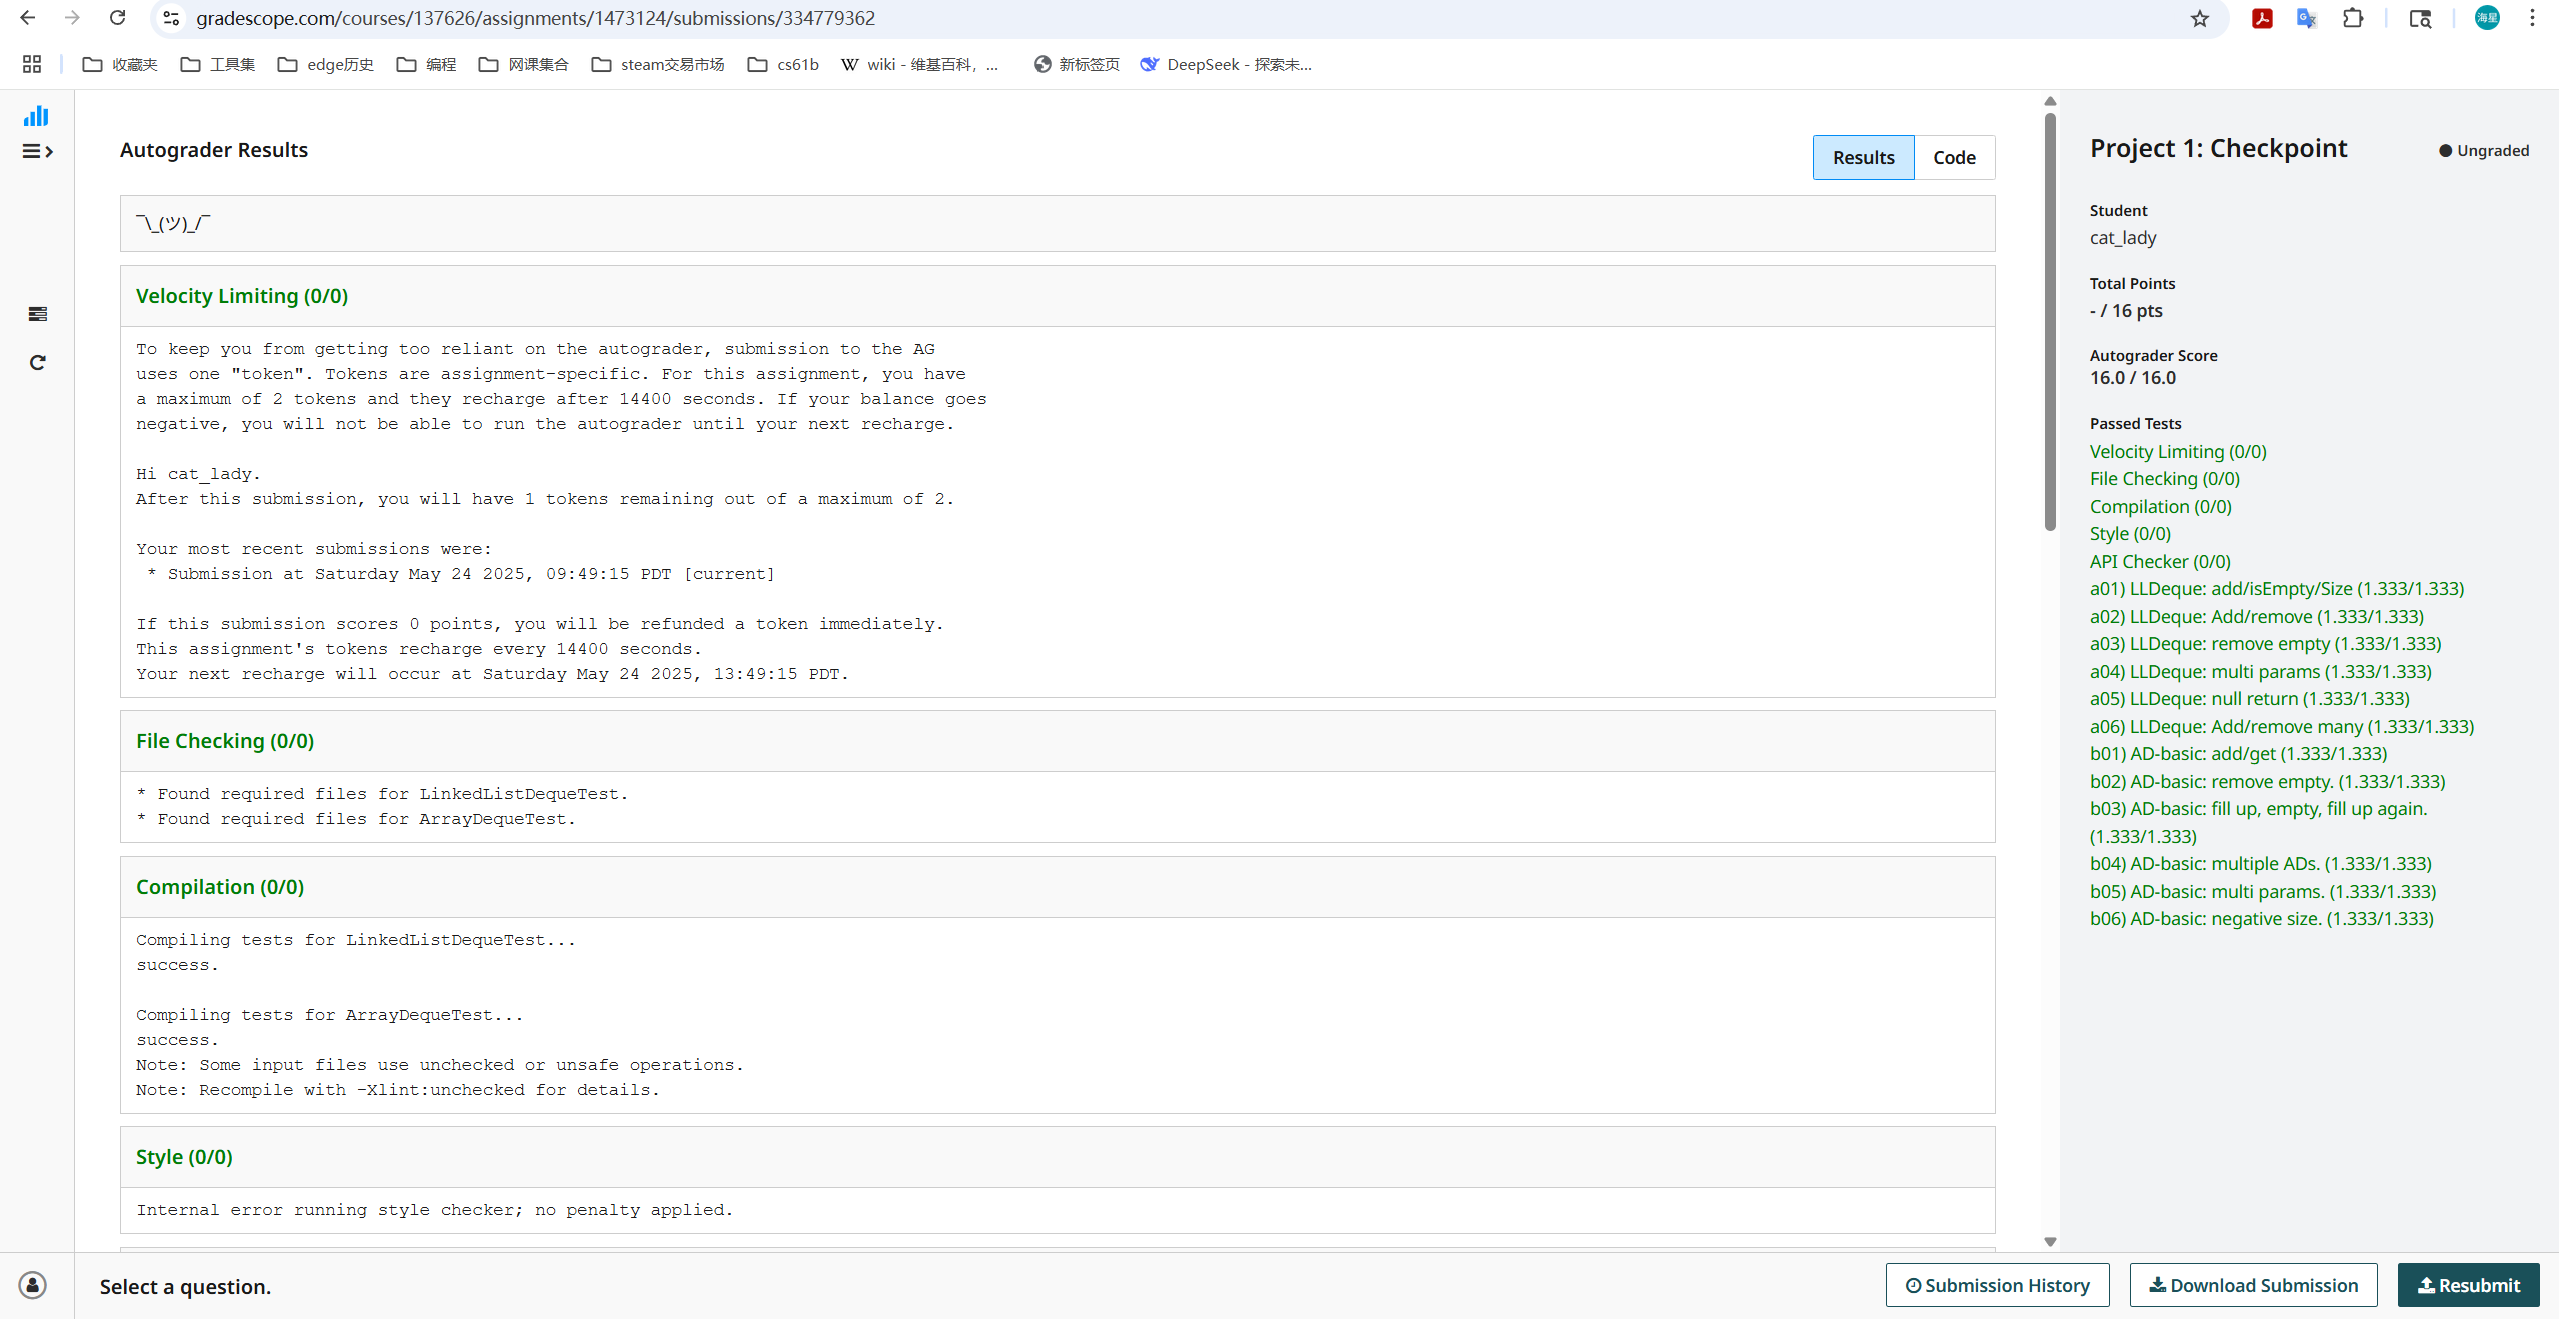 gradescope.com/courses/137626/assignments/1473124/submissions/334779362
海星
收藏夹 工具集 edge历史 编程 网课集合 steam交易市场 cs61b W wiki - 维基百科，... 新标签页 DeepSeek - 探索未...
Autograder Results
Results Code
¯\_(ツ)_/¯
Velocity Limiting (0/0)
To keep you from getting too reliant on the autograder, submission to the AG
uses one "token". Tokens are assignment-specific. For this assignment, you have
a maximum of 2 tokens and they recharge after 14400 seconds. If your balance goes
negative, you will not be able to run the autograder until your next recharge.
Hi cat_lady.
After this submission, you will have 1 tokens remaining out of a maximum of 2.
Your most recent submissions were:
* Submission at Saturday May 24 2025, 09:49:15 PDT [current]
If this submission scores 0 points, you will be refunded a token immediately.
This assignment's tokens recharge every 14400 seconds.
Your next recharge will occur at Saturday May 24 2025, 13:49:15 PDT.
File Checking (0/0)
* Found required files for LinkedListDequeTest.
* Found required files for ArrayDequeTest.
Compilation (0/0)
Compiling tests for LinkedListDequeTest...
success.
Compiling tests for ArrayDequeTest...
success.
Note: Some input files use unchecked or unsafe operations.
Note: Recompile with -Xlint:unchecked for details.
Style (0/0)
Internal error running style checker; no penalty applied.
Project 1: Checkpoint
Ungraded
Student
cat_lady
Total Points
- / 16 pts
Autograder Score
16.0 / 16.0
Passed Tests
Velocity Limiting (0/0)
File Checking (0/0)
Compilation (0/0)
Style (0/0)
API Checker (0/0)
a01) LLDeque: add/isEmpty/Size (1.333/1.333)
a02) LLDeque: Add/remove (1.333/1.333)
a03) LLDeque: remove empty (1.333/1.333)
a04) LLDeque: multi params (1.333/1.333)
a05) LLDeque: null return (1.333/1.333)
a06) LLDeque: Add/remove many (1.333/1.333)
b01) AD-basic: add/get (1.333/1.333)
b02) AD-basic: remove empty. (1.333/1.333)
b03) AD-basic: fill up, empty, fill up again.
(1.333/1.333)
b04) AD-basic: multiple ADs. (1.333/1.333)
b05) AD-basic: multi params. (1.333/1.333)
b06) AD-basic: negative size. (1.333/1.333)
Select a question.
Submission History
Download Submission
Resubmit